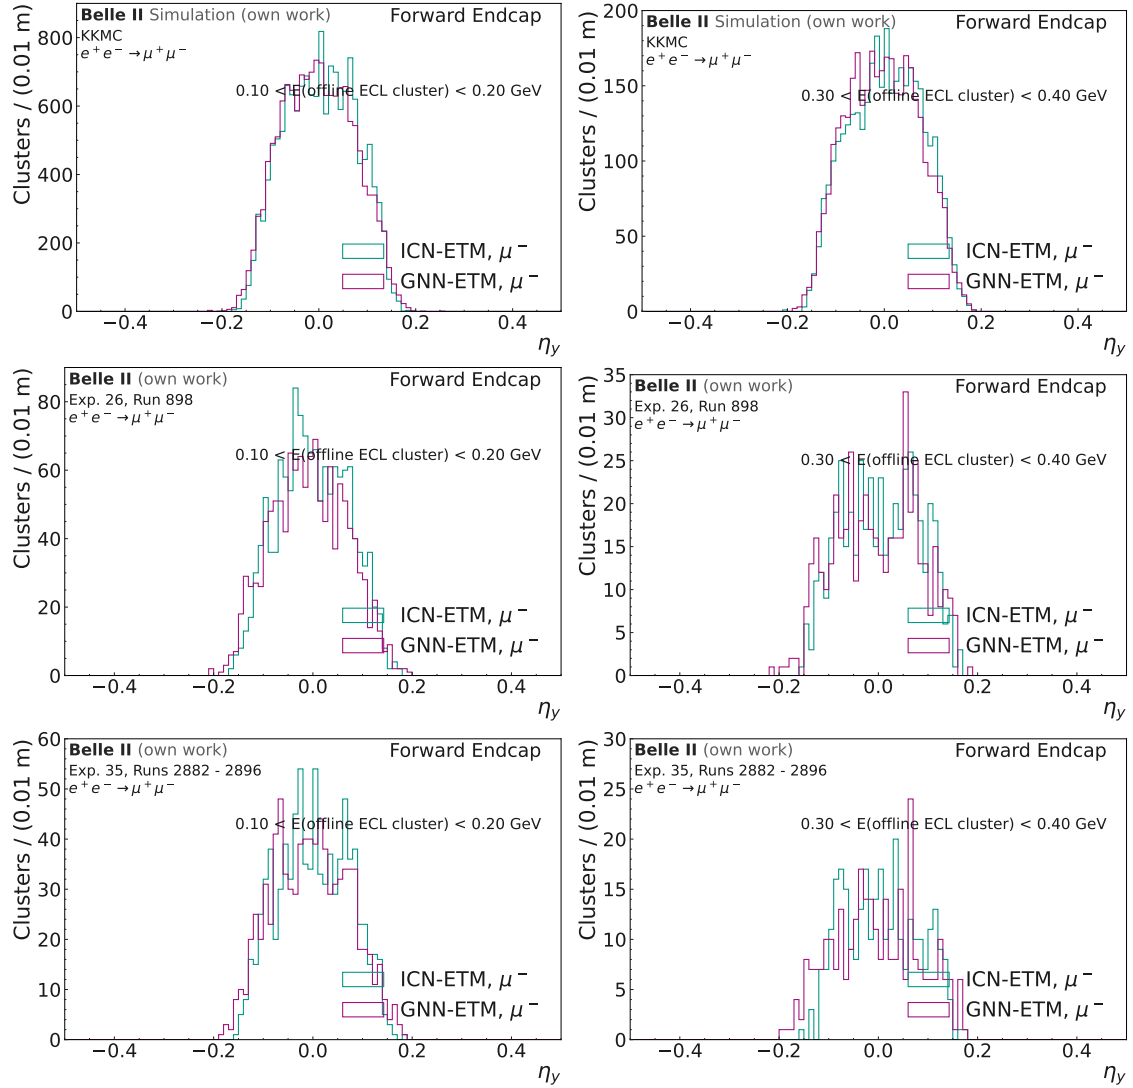 Belle II Simulation (own work)
Forward Endcap
KKMC
e⁺e⁻→μ⁺μ⁻
0.10 < E(offline ECL cluster) < 0.20 GeV
Clusters / (0.01 m)
800
600
400
200
0
ICN-ETM, μ⁻
GNN-ETM, μ⁻
−0.4 −0.2 0.0 0.2 0.4
η_y
Belle II Simulation (own work)
Forward Endcap
KKMC
e⁺e⁻→μ⁺μ⁻
0.30 < E(offline ECL cluster) < 0.40 GeV
Clusters / (0.01 m)
200
150
100
50
0
ICN-ETM, μ⁻
GNN-ETM, μ⁻
−0.4 −0.2 0.0 0.2 0.4
η_y
Belle II (own work)
Forward Endcap
Exp. 26, Run 898
e⁺e⁻→μ⁺μ⁻
0.10 < E(offline ECL cluster) < 0.20 GeV
Clusters / (0.01 m)
80
60
40
20
0
ICN-ETM, μ⁻
GNN-ETM, μ⁻
−0.4 −0.2 0.0 0.2 0.4
η_y
Belle II (own work)
Forward Endcap
Exp. 26, Run 898
e⁺e⁻→μ⁺μ⁻
0.30 < E(offline ECL cluster) < 0.40 GeV
Clusters / (0.01 m)
35
30
25
20
15
10
5
0
ICN-ETM, μ⁻
GNN-ETM, μ⁻
−0.4 −0.2 0.0 0.2 0.4
η_y
Belle II (own work)
Forward Endcap
Exp. 35, Runs 2882 - 2896
e⁺e⁻→μ⁺μ⁻
0.10 < E(offline ECL cluster) < 0.20 GeV
Clusters / (0.01 m)
60
50
40
30
20
10
0
ICN-ETM, μ⁻
GNN-ETM, μ⁻
−0.4 −0.2 0.0 0.2 0.4
η_y
Belle II (own work)
Forward Endcap
Exp. 35, Runs 2882 - 2896
e⁺e⁻→μ⁺μ⁻
0.30 < E(offline ECL cluster) < 0.40 GeV
Clusters / (0.01 m)
30
25
20
15
10
5
0
ICN-ETM, μ⁻
GNN-ETM, μ⁻
−0.4 −0.2 0.0 0.2 0.4
η_y